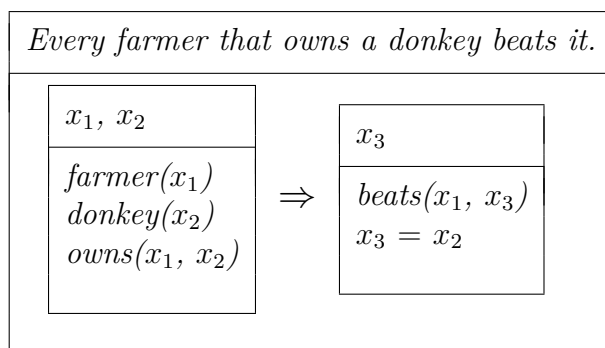 Every farmer that owns a donkey beats it.
x₁, x₂
farmer(x₁)
donkey(x₂)
owns(x₁, x₂)
⇒
x₃
beats(x₁, x₃)
x₃ = x₂